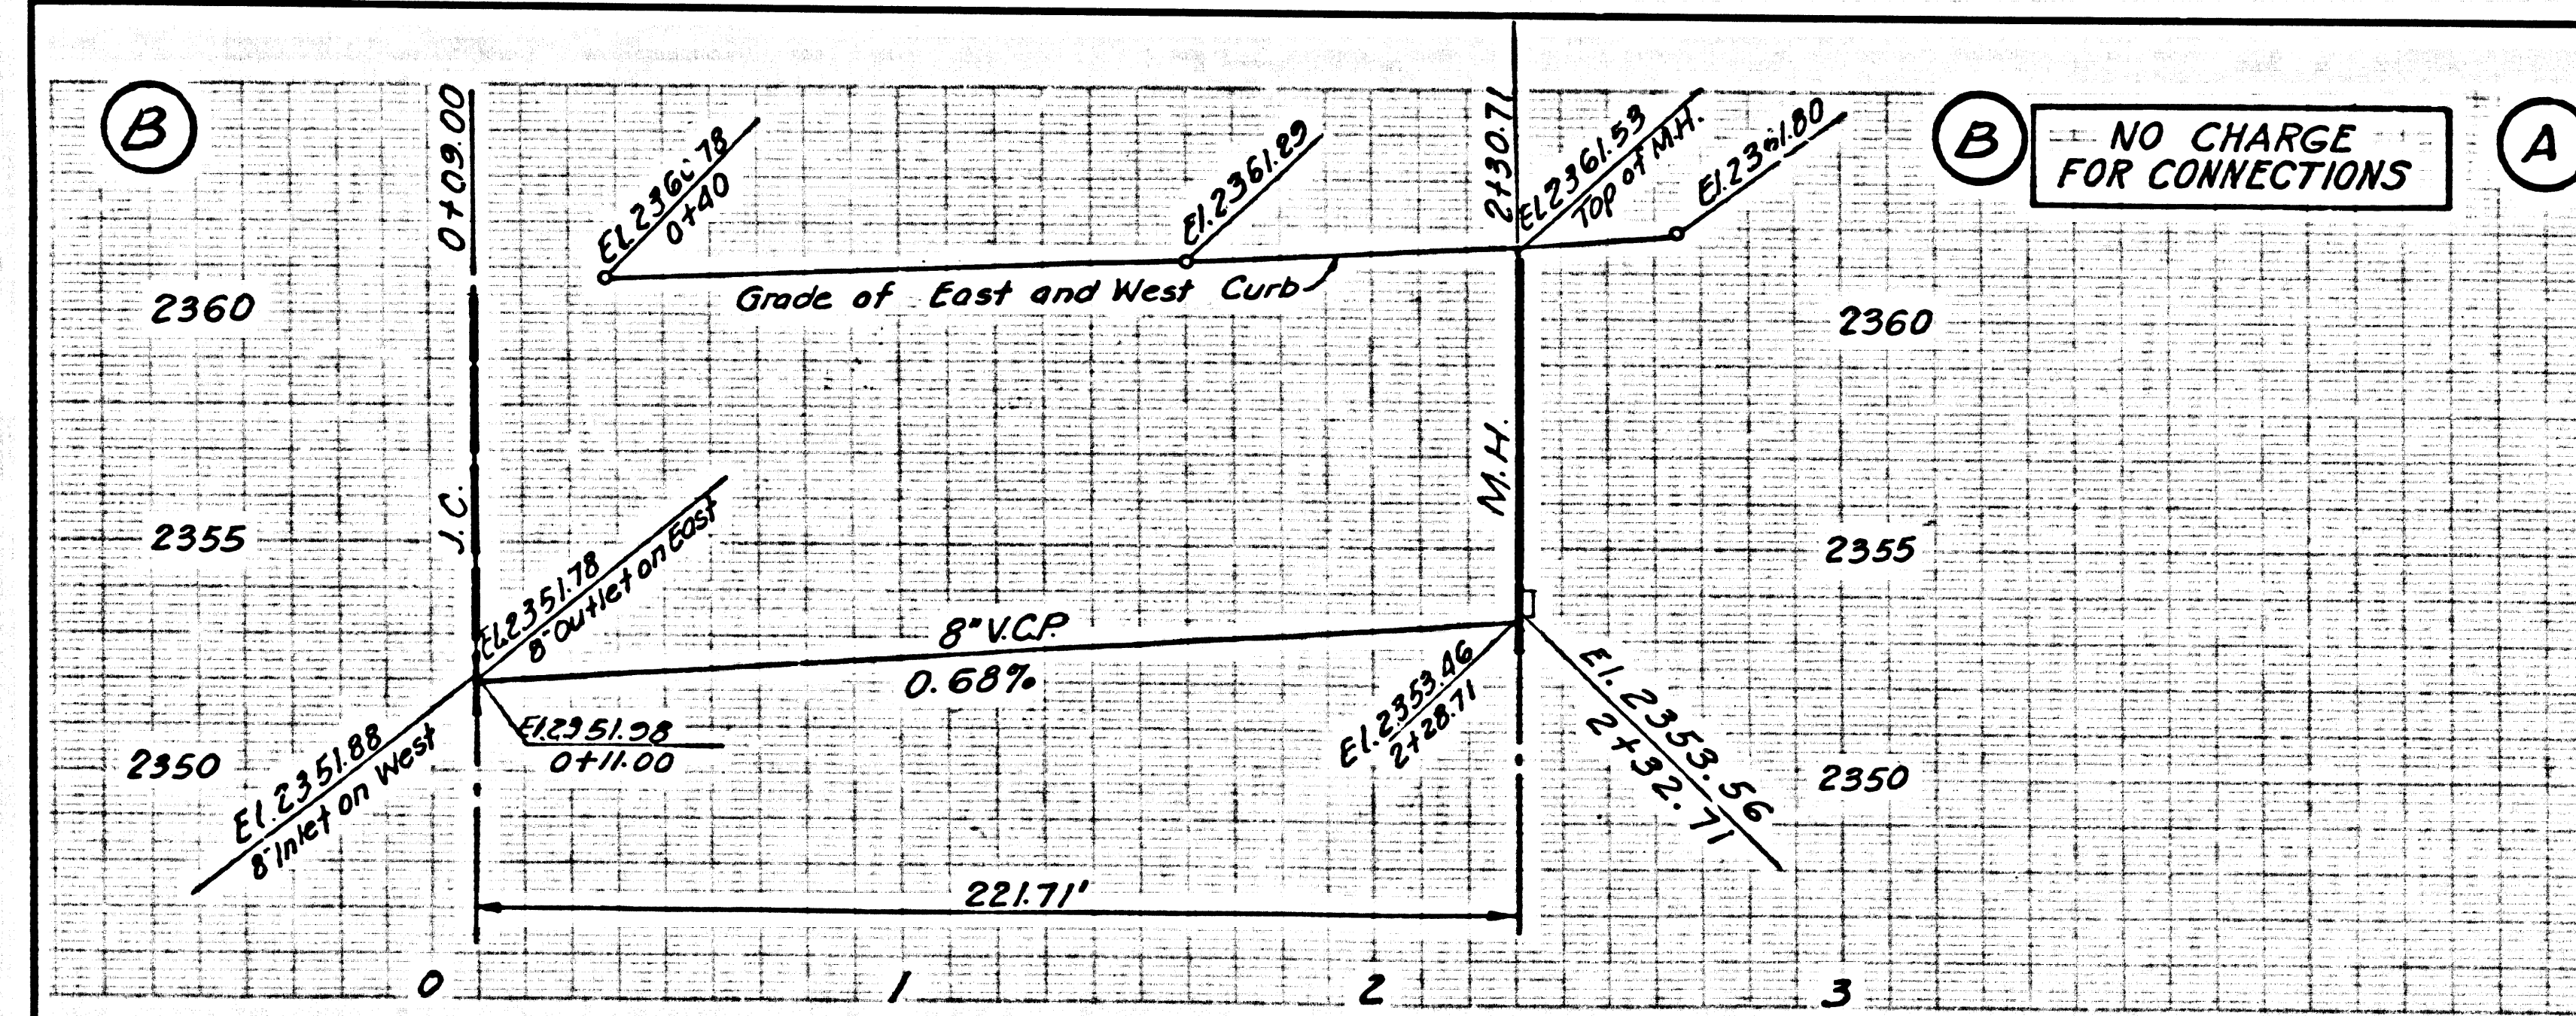 B
0+09.00
El. 2360.78
0+40
El. 2361.29
2+30.71
El. 2361.53
Top of M.H.
El. 2361.80
B
NO CHARGE
FOR CONNECTIONS
A
Grade of East and West Curb
2360
2360
J.C.
M.H.
2355
2355
El. 2351.78
8" Outlet on East
8" V.C.P.
0.68%
El. 2351.98
0+11.00
El. 2353.46
2+28.71
El. 2353.56
2+32.71
2350
2350
El. 2351.88
8" Inlet on West
221.71'
0 1 2 3